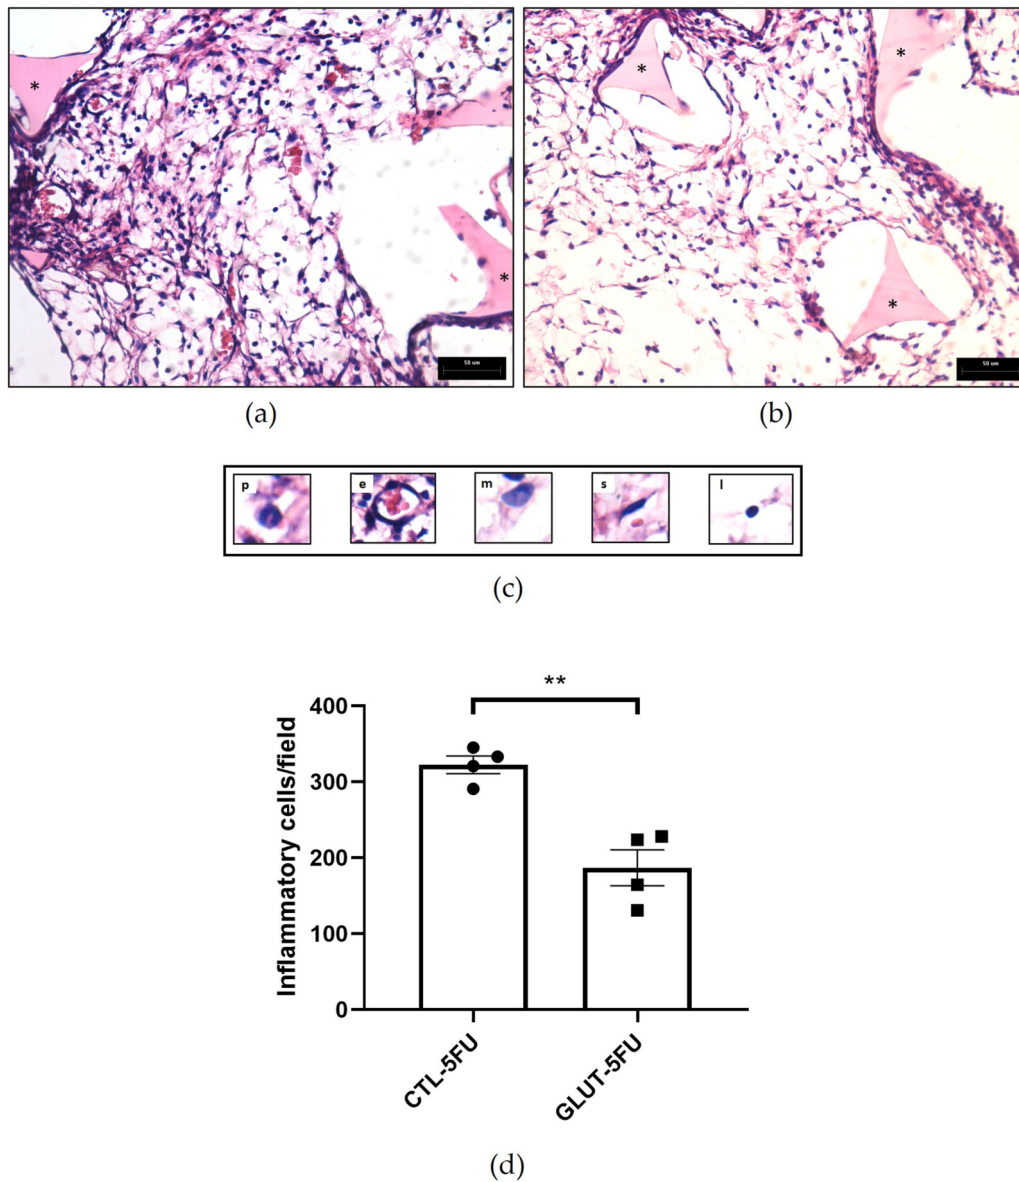 *
*
50 um
*
*
*
50 um
(a)
(b)
p
e
m
s
l
(c)
**
400
300
200
100
0
Inflammatory cells/field
CTL-5FU
GLUT-5FU
(d)